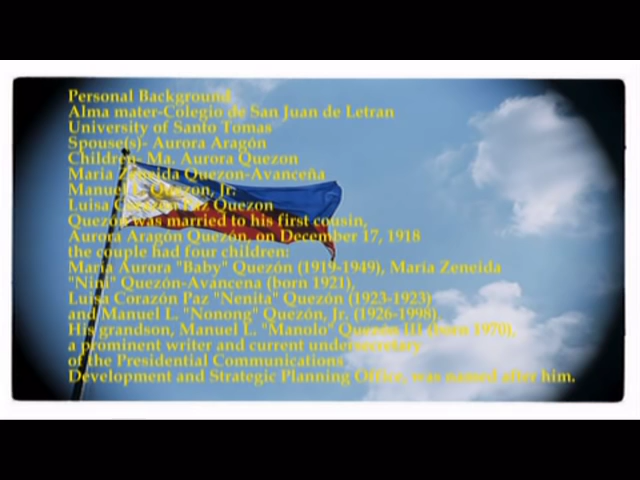 Personal Background
Alma mater-Colegio de San Juan de Letran
University of Santo Tomas
Spouse(s)- Aurora Aragón
Children- Ma. Aurora Quezon
María Zeneida Quezon-Avanceña
Manuel L. Quezon, Jr.
Luisa Corazón Paz Quezon
Quezón was married to his first cousin,
Aurora Aragón Quezón, on December 17, 1918
the couple had four children:
María Aurora "Baby" Quezón (1919-1949), María Zeneida
"Nini" Quezón-Avancena (born 1921),
Luisa Corazón Paz "Nenita" Quezón (1923-1923)
and Manuel L. "Nonong" Quezón, Jr. (1926-1998).
His grandson, Manuel L. "Manolo" Quezón III (born 1970),
a prominent writer and current undersecretary
of the Presidential Communications
Development and Strategic Planning Office, was named after him.